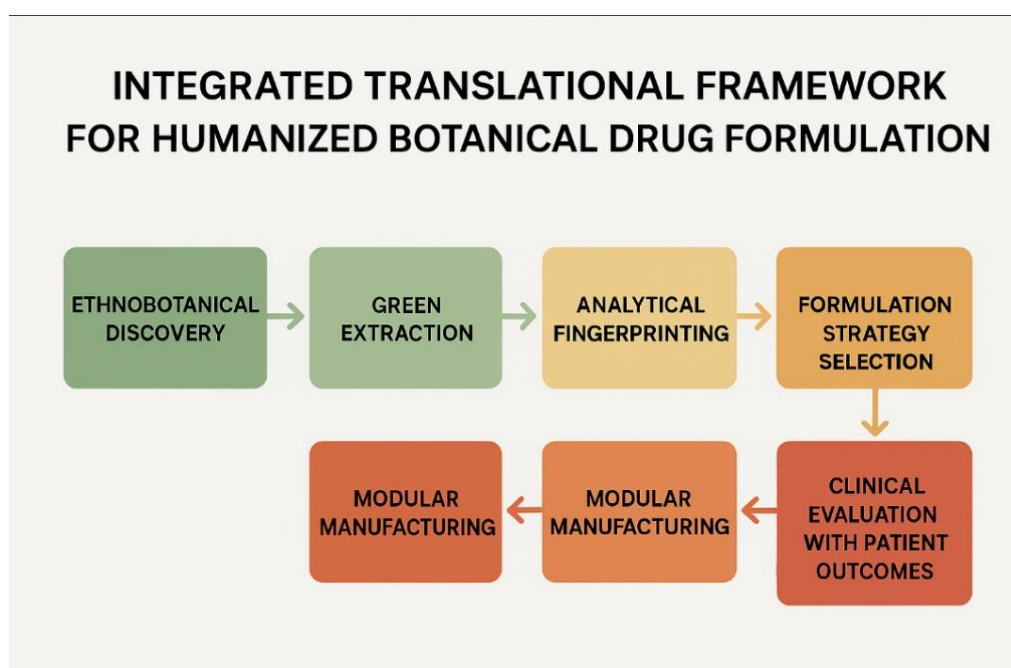 INTEGRATED TRANSLATIONAL FRAMEWORK
FOR HUMANIZED BOTANICAL DRUG FORMULATION
ETHNOBOTANICAL
DISCOVERY
GREEN
EXTRACTION
ANALYTICAL
FINGERPRINTING
FORMULATION
STRATEGY
SELECTION
CLINICAL
EVALUATION
WITH PATIENT
OUTCOMES
MODULAR
MANUFACTURING
MODULAR
MANUFACTURING